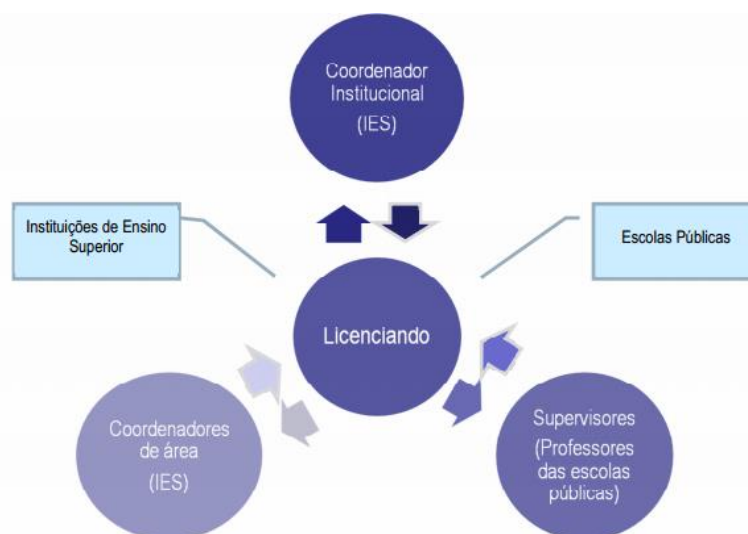 Coordenador
Institucional
(IES)
Instituições de Ensino
Superior
Escolas Públicas
Licenciando
Coordenadores
de área
(IES)
Supervisores
(Professores
das escolas
públicas)